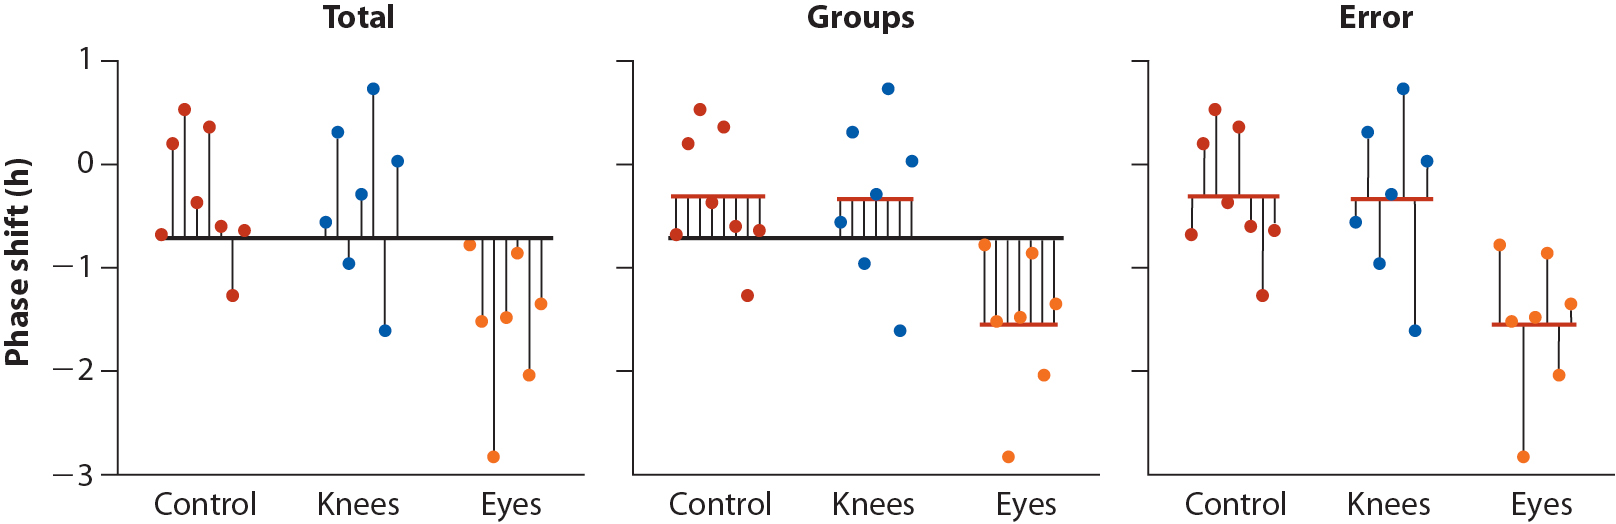 Total
Groups
Error
Phase shift (h)
1
0
−1
−2
−3
Control Knees Eyes
Control Knees Eyes
Control Knees Eyes